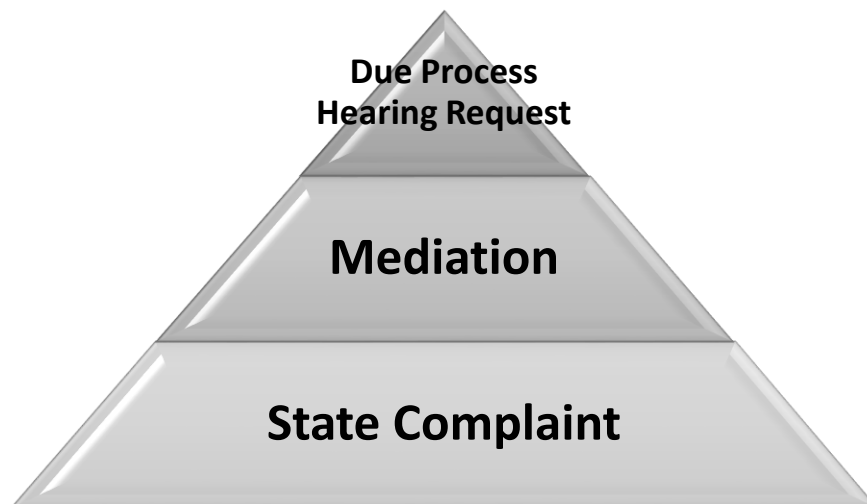 Due Process
Hearing Request
Mediation
State Complaint